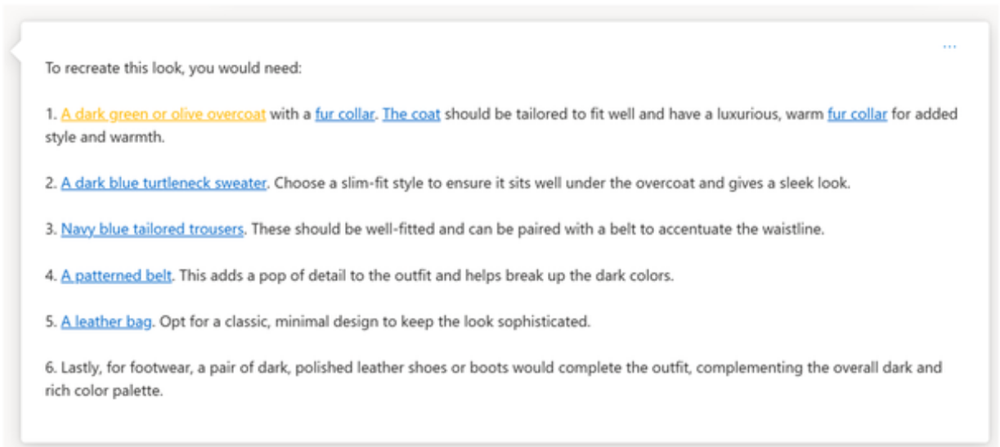 ...
To recreate this look, you would need:
1. A dark green or olive overcoat with a fur collar. The coat should be tailored to fit well and have a luxurious, warm fur collar for added
style and warmth.
2. A dark blue turtleneck sweater. Choose a slim-fit style to ensure it sits well under the overcoat and gives a sleek look.
3. Navy blue tailored trousers. These should be well-fitted and can be paired with a belt to accentuate the waistline.
4. A patterned belt. This adds a pop of detail to the outfit and helps break up the dark colors.
5. A leather bag. Opt for a classic, minimal design to keep the look sophisticated.
6. Lastly, for footwear, a pair of dark, polished leather shoes or boots would complete the outfit, complementing the overall dark and
rich color palette.